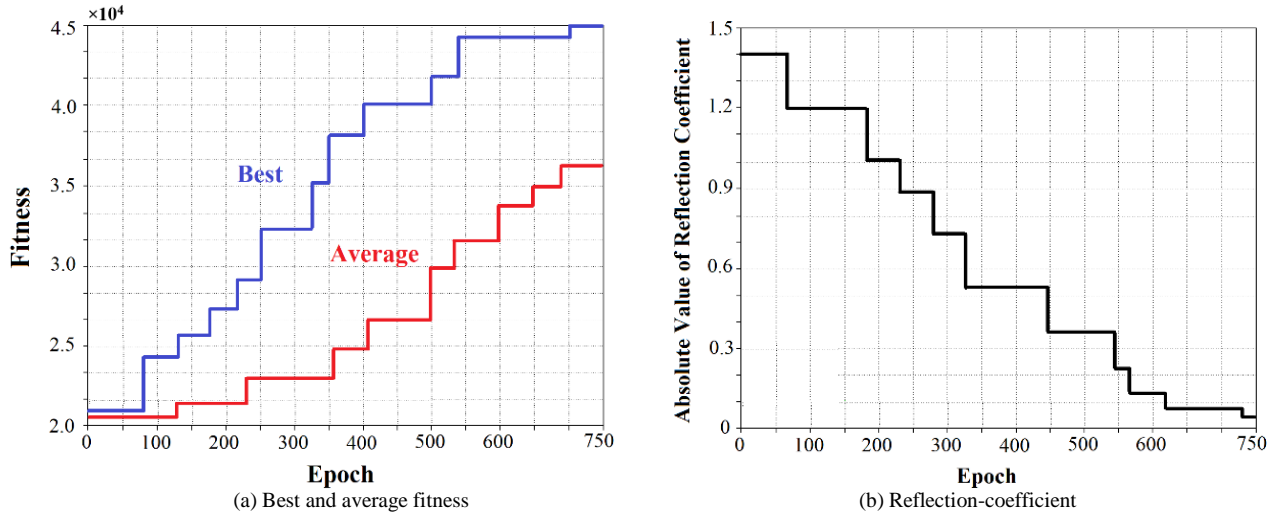 ×10⁴
4.5
4.0
3.5
3.0
2.5
2.0
Fitness
Best
Average
0 100 200 300 400 500 600 750
Epoch
(a) Best and average fitness
1.5
1.2
0.9
0.6
0.3
0
Absolute Value of Reflection Coefficient
0 100 200 300 400 500 600 750
Epoch
(b) Reflection-coefficient